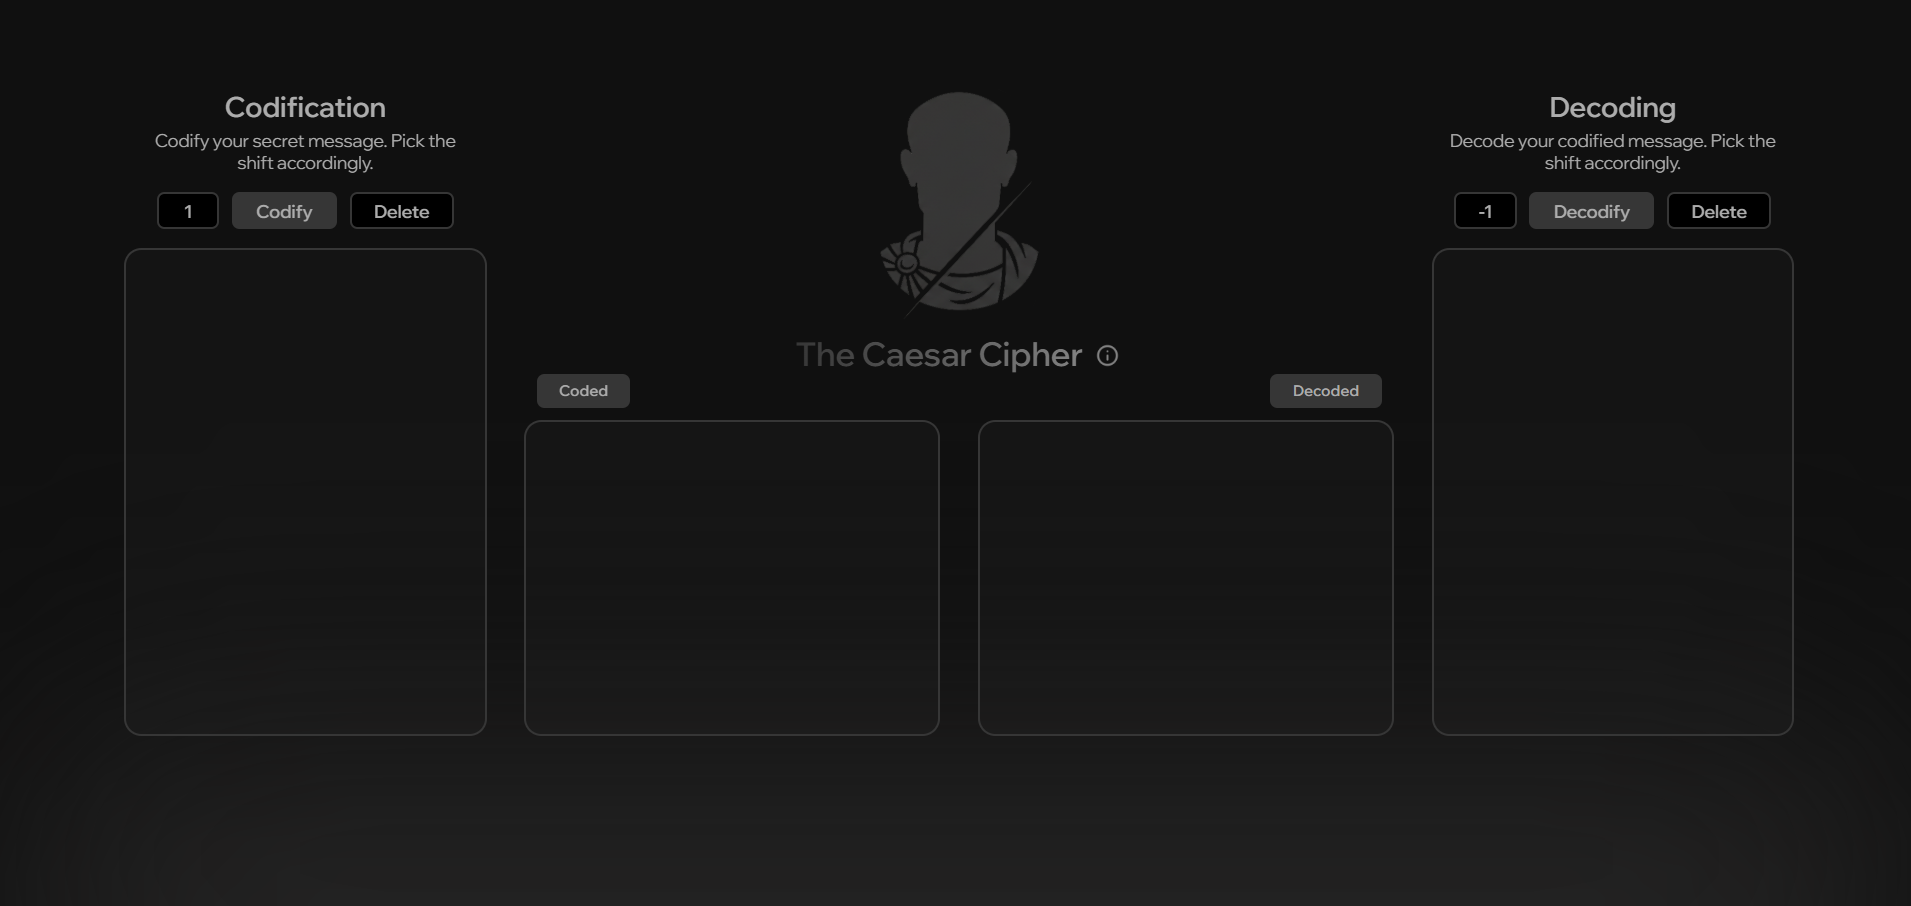 Codification
Codify your secret message. Pick the
shift accordingly.
1 Codify Delete
The Caesar Cipher
Coded
Decoded
Decoding
Decode your codified message. Pick the
shift accordingly.
-1 Decodify Delete